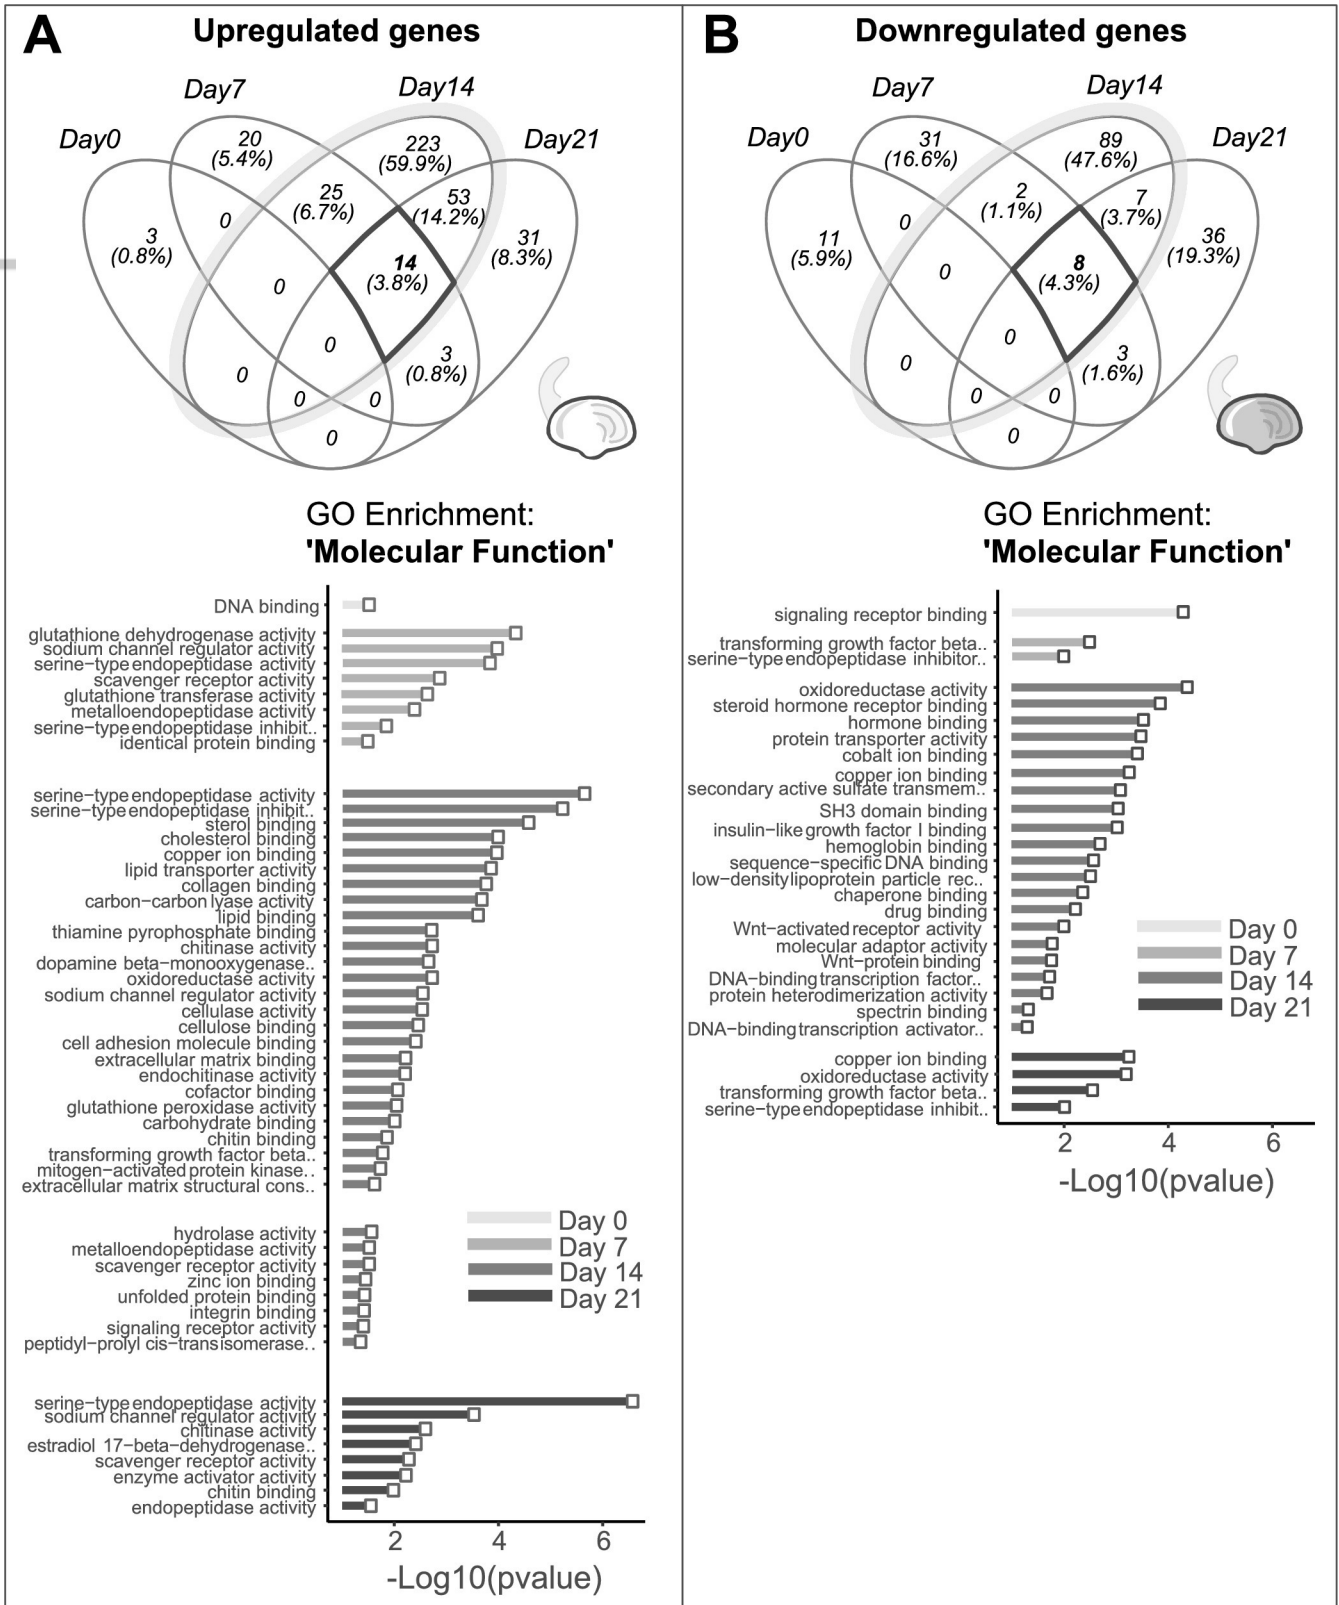 A
Upregulated genes
Day0
Day7
Day14
Day21
20
(5.4%)
223
(59.9%)
25
(6.7%)
53
(14.2%)
0
3
(0.8%)
31
(8.3%)
14
(3.8%)
0
0
3
(0.8%)
0
0
0
0
GO Enrichment:
'Molecular Function'
DNA binding
glutathione dehydrogenase activity
sodium channel regulator activity
serine-type endopeptidase activity
scavenger receptor activity
glutathione transferase activity
metalloendopeptidase activity
serine-type endopeptidase inhibit..
identical protein binding
serine-type endopeptidase activity
serine-type endopeptidase inhibit..
sterol binding
cholesterol binding
copper ion binding
lipid transporter activity
collagen binding
carbon-carbon lyase activity
lipid binding
thiamine pyrophosphate binding
chitinase activity
dopamine beta-monooxygenase..
oxidoreductase activity
sodium channel regulator activity
cellulase activity
cellulose binding
cell adhesion molecule binding
extracellular matrix binding
endochitinase activity
cofactor binding
glutathione peroxidase activity
carbohydrate binding
chitin binding
transforming growth factor beta..
mitogen-activated protein kinase..
extracellular matrix structural cons..
hydrolase activity
metalloendopeptidase activity
scavenger receptor activity
zinc ion binding
unfolded protein binding
integrin binding
signaling receptor activity
peptidyl-prolyl cis-trans isomerase..
Day 0
Day 7
Day 14
Day 21
serine-type endopeptidase activity
sodium channel regulator activity
chitinase activity
estradiol 17-beta-dehydrogenase..
scavenger receptor activity
enzyme activator activity
chitin binding
endopeptidase activity
2 4 6
-Log10(pvalue)
B
Downregulated genes
Day0
Day7
Day14
Day21
31
(16.6%)
89
(47.6%)
2
(1.1%)
7
(3.7%)
0
11
(5.9%)
36
(19.3%)
8
(4.3%)
0
0
3
(1.6%)
0
0
0
0
GO Enrichment:
'Molecular Function'
signaling receptor binding
transforming growth factor beta..
serine-type endopeptidase inhibitor..
oxidoreductase activity
steroid hormone receptor binding
hormone binding
protein transporter activity
cobalt ion binding
copper ion binding
secondary active sulfate transmem..
SH3 domain binding
insulin-like growth factor I binding
hemoglobin binding
sequence-specific DNA binding
low-density lipoprotein particle rec..
chaperone binding
drug binding
Wnt-activated receptor activity
molecular adaptor activity
Wnt-protein binding
DNA-binding transcription factor..
protein heterodimerization activity
spectrin binding
DNA-binding transcription activator..
Day 0
Day 7
Day 14
Day 21
copper ion binding
oxidoreductase activity
transforming growth factor beta..
serine-type endopeptidase inhibit..
2 4 6
-Log10(pvalue)